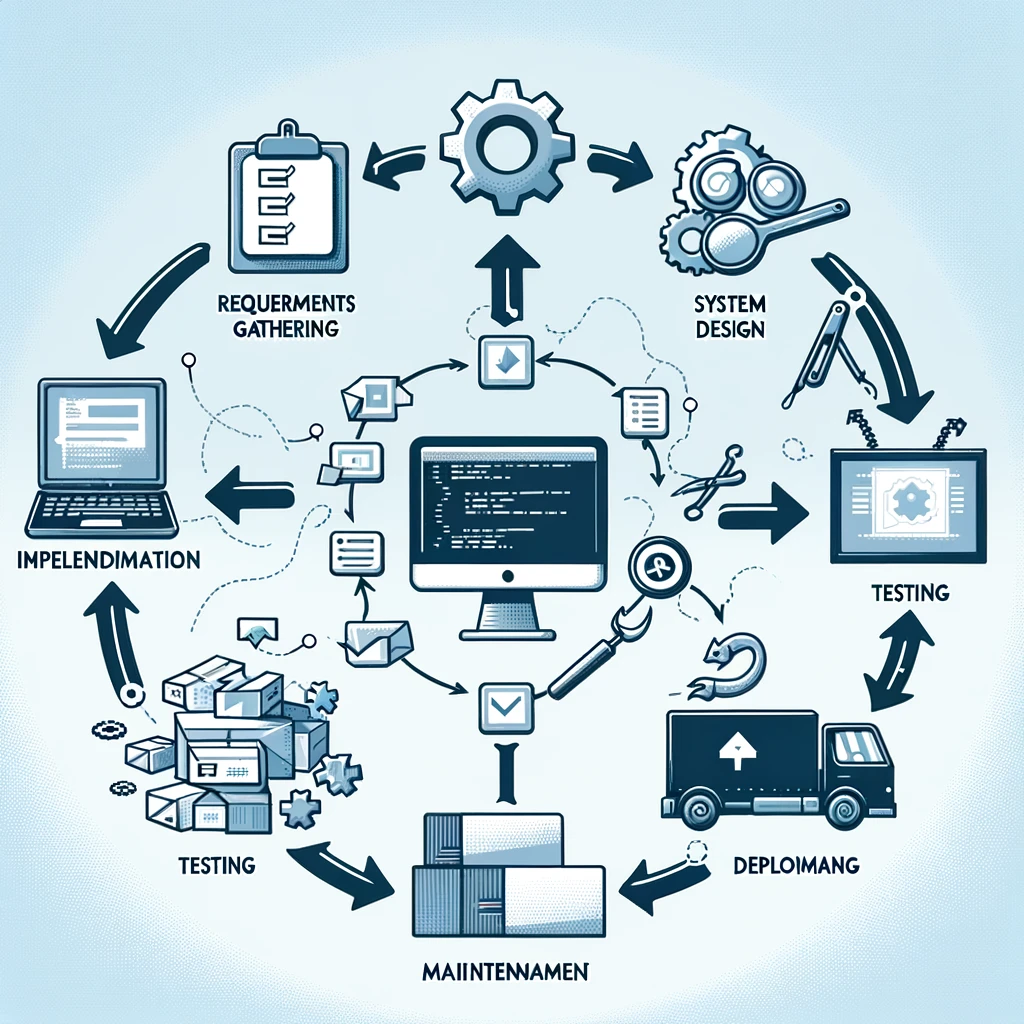 REQUERMENTS
GATHERING
SYSTEM
DESIGN
IMPELENDIMATION
TESTING
TESTING
DEPLOIMANG
MAIINTENNAMEN